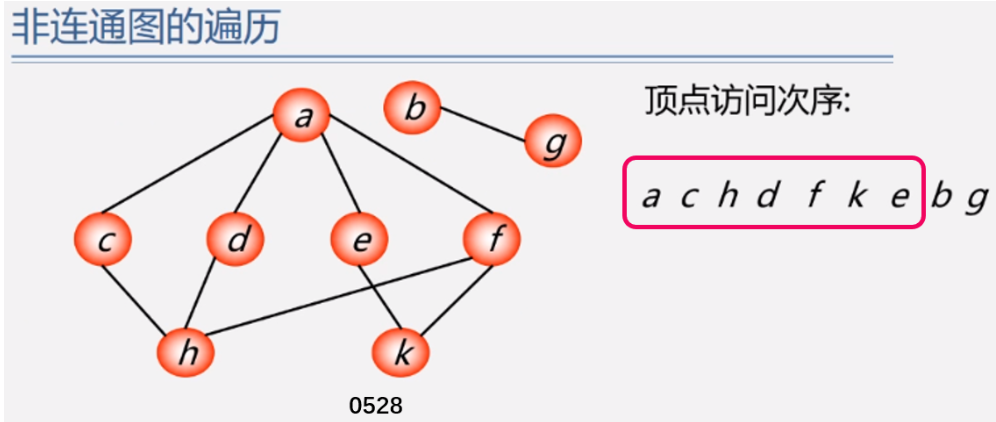 非连通图的遍历
顶点访问次序:
a b
g
a c h d f k e b g
c d e f
h k
0528